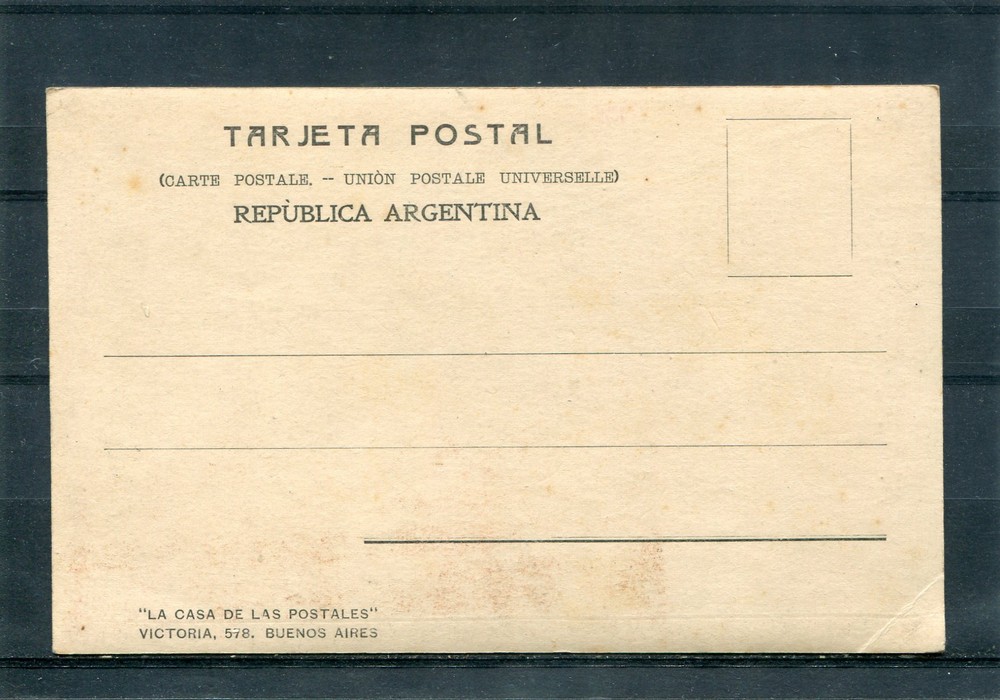 TARJETA POSTAL
(CARTE POSTALE. -- UNIÒN POSTALE UNIVERSELLE)
REPÙBLICA ARGENTINA
"LA CASA DE LAS POSTALES"
VICTORIA, 578. BUENOS AIRES